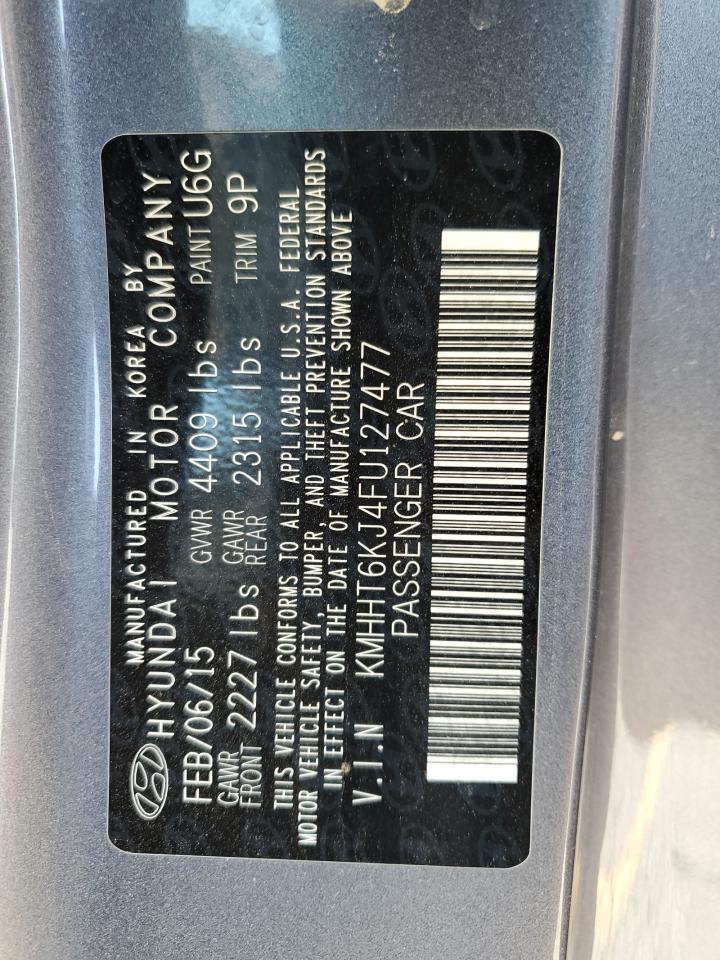 MANUFACTURED IN KOREA BY
HYUNDAI MOTOR COMPANY
FEB/06/15 GVWR 4409 lbs PAINT U6G
GAWR FRONT 2227 lbs GAWR REAR 2315 lbs TRIM 9P
THIS VEHICLE CONFORMS TO ALL APPLICABLE U.S.A. FEDERAL
MOTOR VEHICLE SAFETY, BUMPER, AND THEFT PREVENTION STANDARDS
IN EFFECT ON THE DATE OF MANUFACTURE SHOWN ABOVE
V.I.N KMHHT6KJ4FU127477
PASSENGER CAR